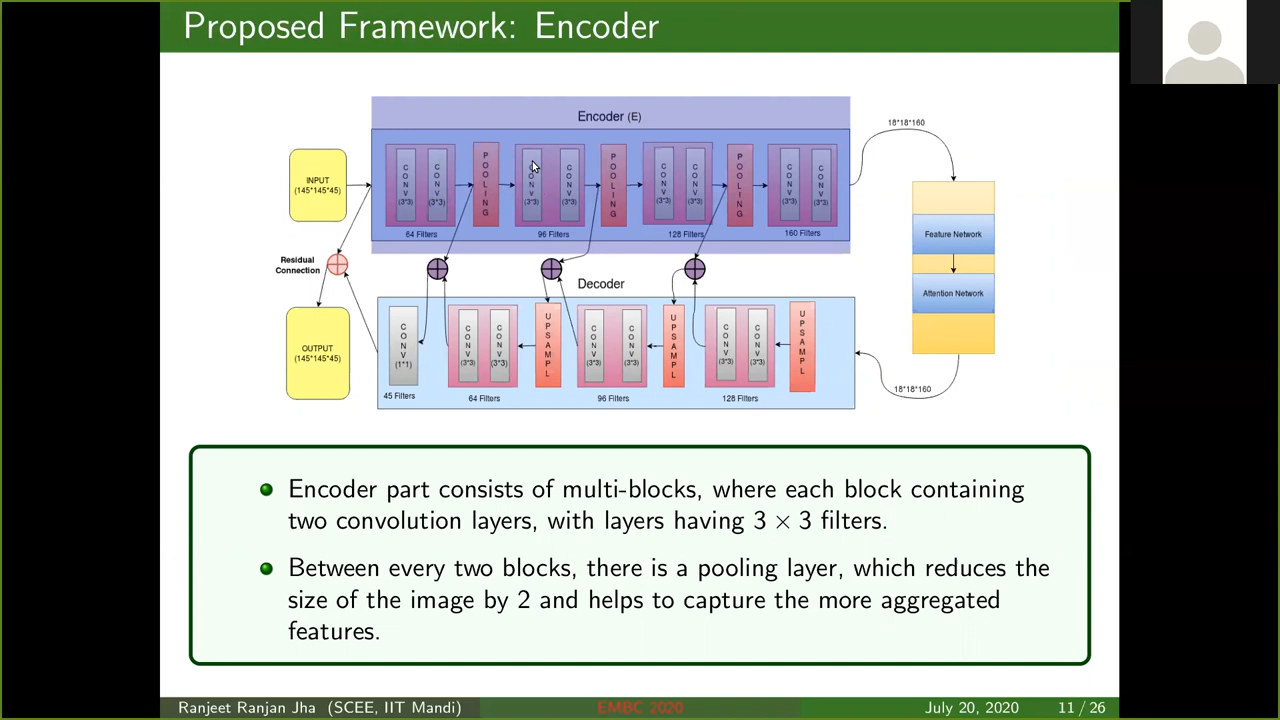 Proposed Framework: Encoder
Encoder (E)
18*18*160
INPUT
(145*145*45)
CONV
(3*3)
CONV
(3*3)
POOLING
CONV
(3*3)
CONV
(3*3)
POOLING
CONV
(3*3)
CONV
(3*3)
POOLING
CONV
(3*3)
CONV
(3*3)
64 Filters
96 Filters
128 Filters
160 Filters
Feature Network
Attention Network
Residual
Connection
Decoder
OUTPUT
(145*145*45)
CONV
(1*1)
CONV
(3*3)
CONV
(3*3)
UPSAMPL
CONV
(3*3)
CONV
(3*3)
UPSAMPL
CONV
(3*3)
CONV
(3*3)
UPSAMPL
45 Filters
64 Filters
96 Filters
128 Filters
18*18*160
Encoder part consists of multi-blocks, where each block containing
two convolution layers, with layers having 3 × 3 filters.
Between every two blocks, there is a pooling layer, which reduces the
size of the image by 2 and helps to capture the more aggregated
features.
Ranjeet Ranjan Jha (SCEE, IIT Mandi)
EMBC 2020
July 20, 2020
11 / 26